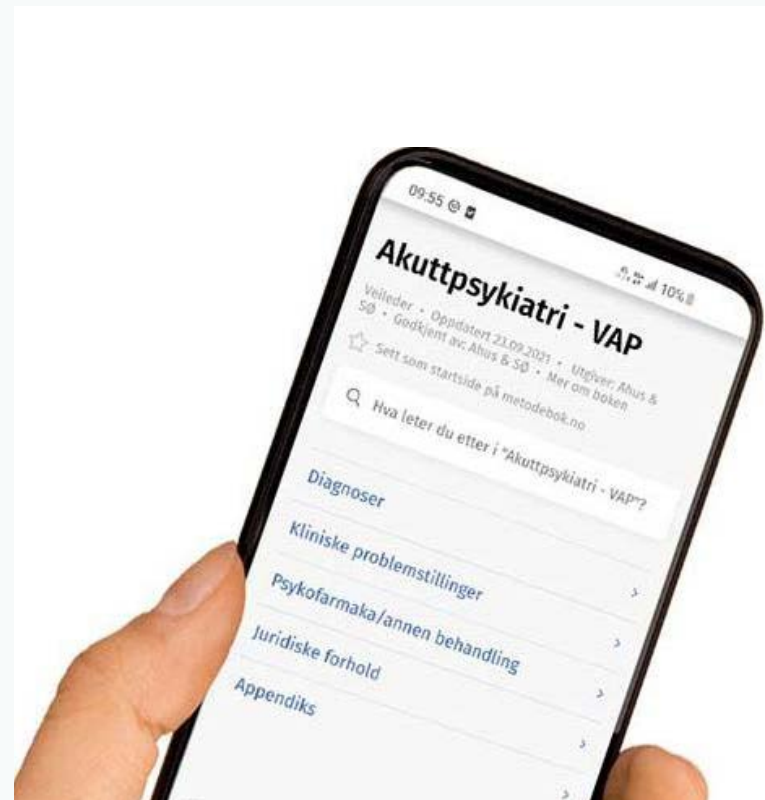 09:55
10%
Akuttpsykiatri - VAP
Veileder • Oppdatert 23.09.2021 • Utgiver: Ahus &
SØ • Godkjent av: Ahus & SØ • Mer om boken
Sett som startside på metodebok.no
Hva leter du etter i "Akuttpsykiatri - VAP"?
Diagnoser
Kliniske problemstillinger
Psykofarmaka/annen behandling
Juridiske forhold
Appendiks